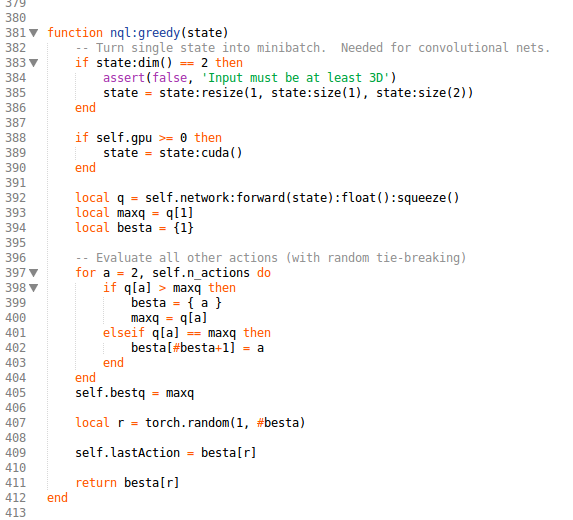 379
380
381 function nql:greedy(state)
382     -- Turn single state into minibatch.  Needed for convolutional nets.
383     if state:dim() == 2 then
384         assert(false, 'Input must be at least 3D')
385         state = state:resize(1, state:size(1), state:size(2))
386     end
387
388     if self.gpu >= 0 then
389         state = state:cuda()
390     end
391
392     local q = self.network:forward(state):float():squeeze()
393     local maxq = q[1]
394     local besta = {1}
395
396     -- Evaluate all other actions (with random tie-breaking)
397     for a = 2, self.n_actions do
398         if q[a] > maxq then
399             besta = { a }
400             maxq = q[a]
401         elseif q[a] == maxq then
402             besta[#besta+1] = a
403         end
404     end
405     self.bestq = maxq
406
407     local r = torch.random(1, #besta)
408
409     self.lastAction = besta[r]
410
411     return besta[r]
412 end
413